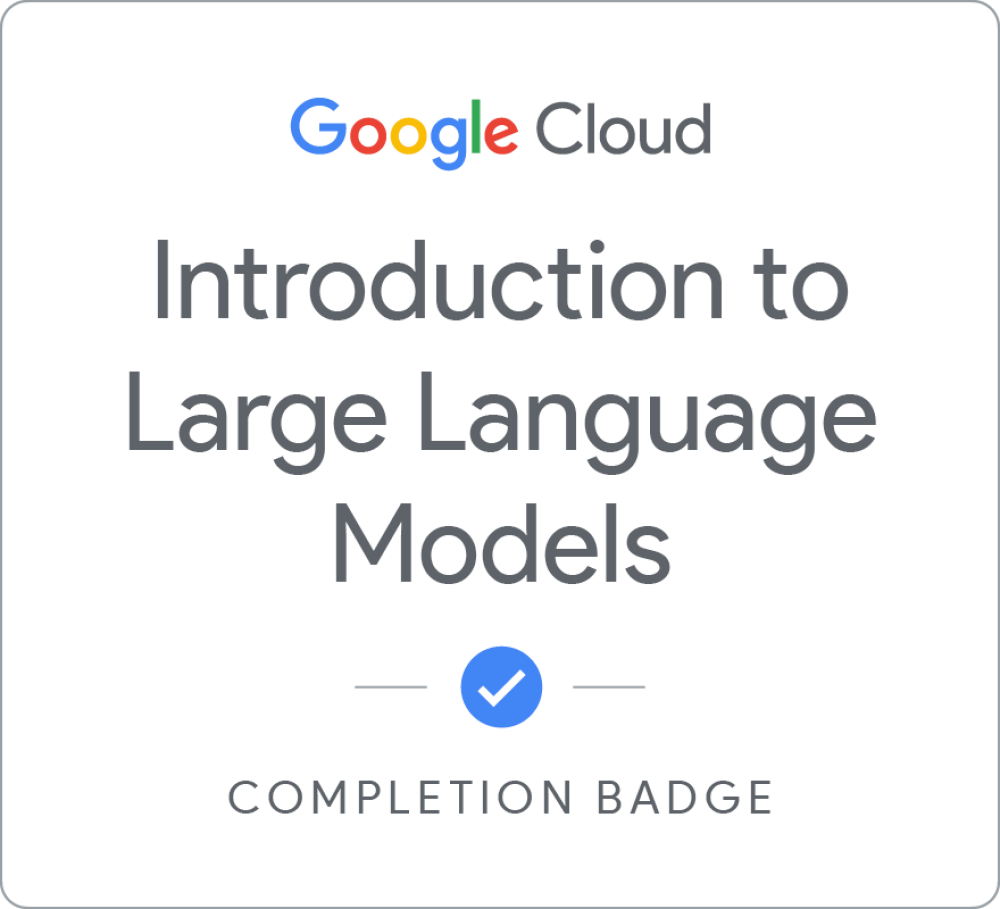 Google Cloud
Introduction to
Large Language
Models
COMPLETION BADGE